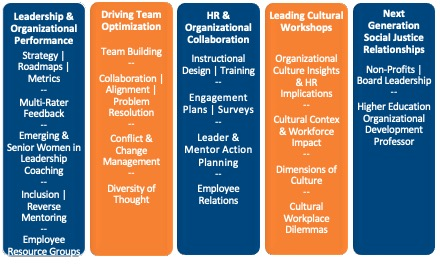 Leadership &
Organizational
Performance
Strategy |
Roadmaps |
Metrics
--
Multi-Rater
Feedback
--
Emerging &
Senior Women in
Leadership
Coaching
--
Inclusion |
Reverse
Mentoring
--
Employee
Resource Groups
Driving Team
Optimization
Team Building
--
Collaboration |
Alignment |
Problem
Resolution
--
Conflict &
Change
Management
--
Diversity of
Thought
HR &
Organizational
Collaboration
Instructional
Design | Training
--
Engagement
Plans | Surveys
--
Leader &
Mentor Action
Planning
--
Employee
Relations
Leading Cultural
Workshops
Organizational
Culture Insights
& HR
Implications
--
Cultural Contex
& Workforce
Impact
--
Dimensions of
Culture
--
Cultural
Workplace
Dilemmas
Next
Generation
Social Justice
Relationships
Non-Profits |
Board Leadership
--
Higher Education
Organizational
Development
Professor